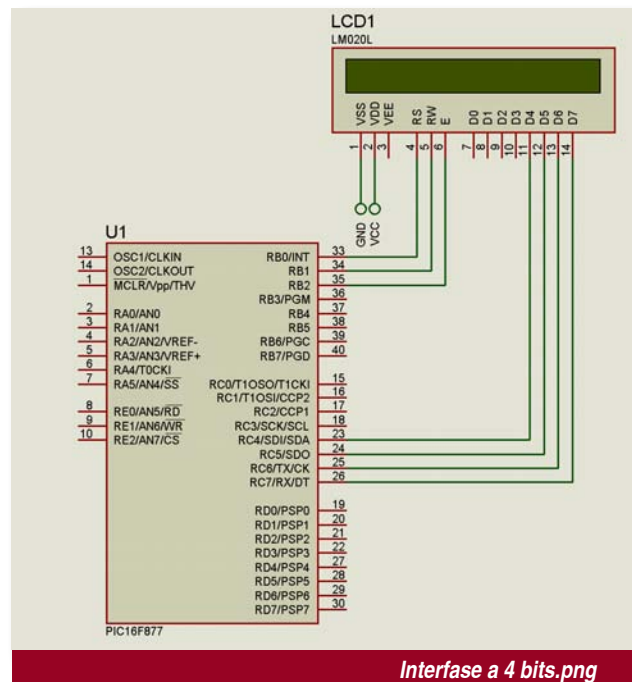 LCD1
LM020L
VSS
VDD
VEE
RS
RW
E
D0
D1
D2
D3
D4
D5
D6
D7
1
2
3
4
5
6
7
8
9
10
11
12
13
14
GND
VCC
U1
13 OSC1/CLKIN RB0/INT 33
14 OSC2/CLKOUT RB1 34
1 MCLR/Vpp/THV RB2 35
RB3/PGM 36
2 RA0/AN0 RB4 37
3 RA1/AN1 RB5 38
4 RA2/AN2/VREF- RB6/PGC 39
5 RA3/AN3/VREF+ RB7/PGD 40
6 RA4/T0CKI
7 RA5/AN4/SS RC0/T1OSO/T1CKI 15
RC1/T1OSI/CCP2 16
8 RE0/AN5/RD RC2/CCP1 17
9 RE1/AN6/WR RC3/SCK/SCL 18
10 RE2/AN7/CS RC4/SDI/SDA 23
RC5/SDO 24
RC6/TX/CK 25
RC7/RX/DT 26
RD0/PSP0 19
RD1/PSP1 20
RD2/PSP2 21
RD3/PSP3 22
RD4/PSP4 27
RD5/PSP5 28
RD6/PSP6 29
RD7/PSP7 30
PIC16F877
Interfase a 4 bits.png